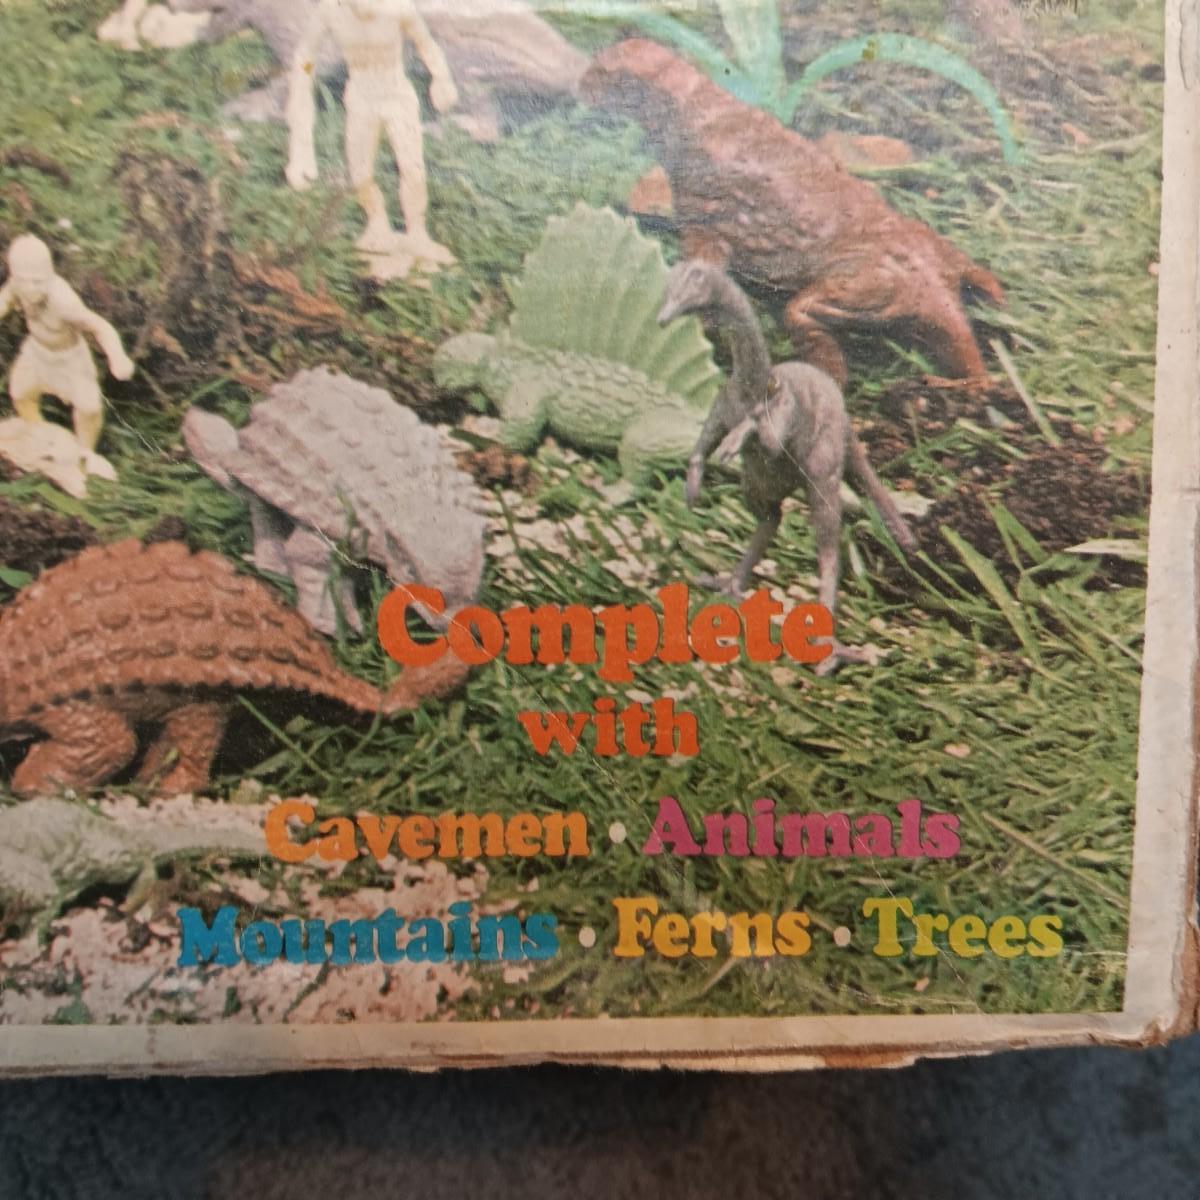 Complete
with
Cavemen • Animals
Mountains • Ferns • Trees